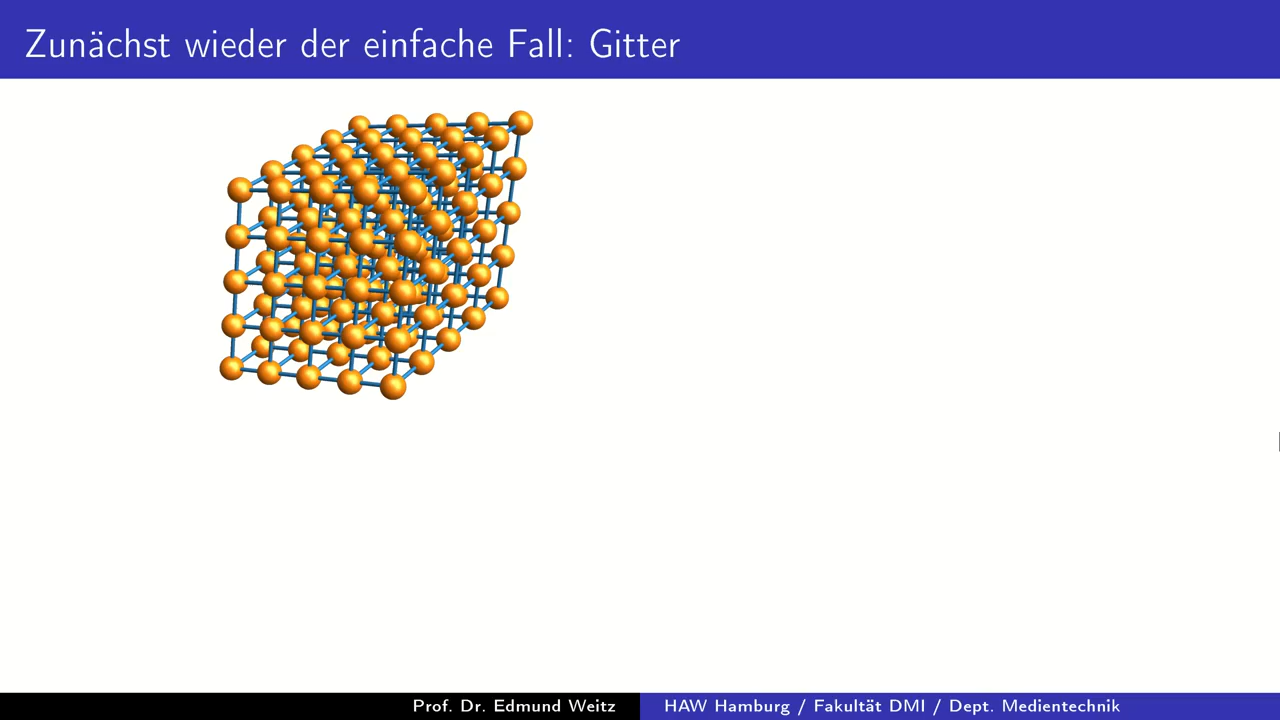 Zunächst wieder der einfache Fall: Gitter
Prof. Dr. Edmund Weitz
HAW Hamburg / Fakultät DMI / Dept. Medientechnik